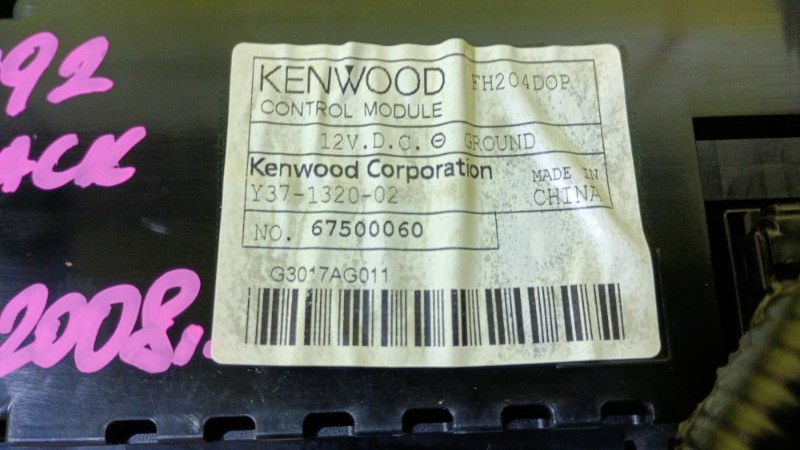 92
ACK
2008..
KENWOOD FH204DOP
CONTROL MODULE
12V.D.C. ⊖ GROUND
Kenwood Corporation
Y37-1320-02
MADE IN
CHINA
NO. 67500060
G3017AG011